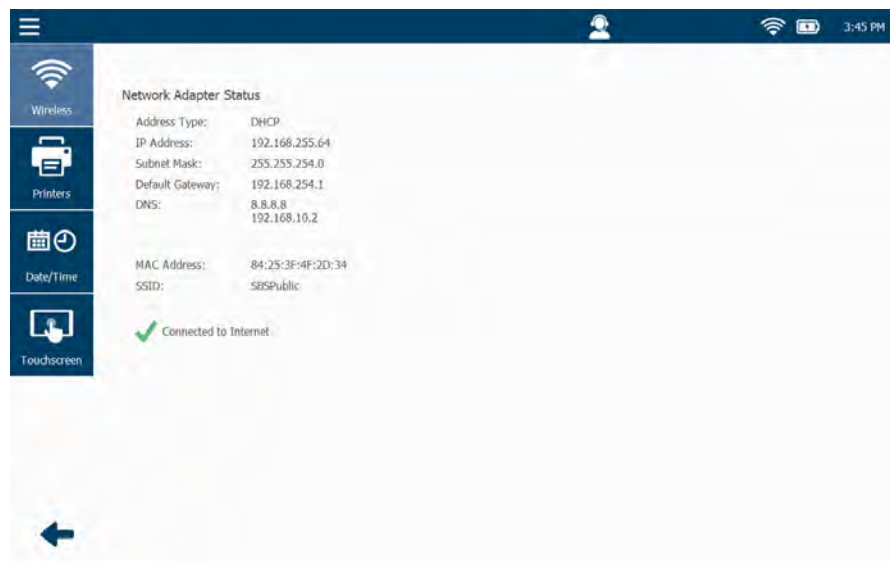 3:45 PM
Wireless
Printers
Date/Time
Touchscreen
Network Adapter Status
Address Type: DHCP
IP Address: 192.168.255.64
Subnet Mask: 255.255.254.0
Default Gateway: 192.168.254.1
DNS: 8.8.8.8
192.168.10.2
MAC Address: 84:25:3F:4F:2D:34
SSID: SBSPublic
Connected to Internet